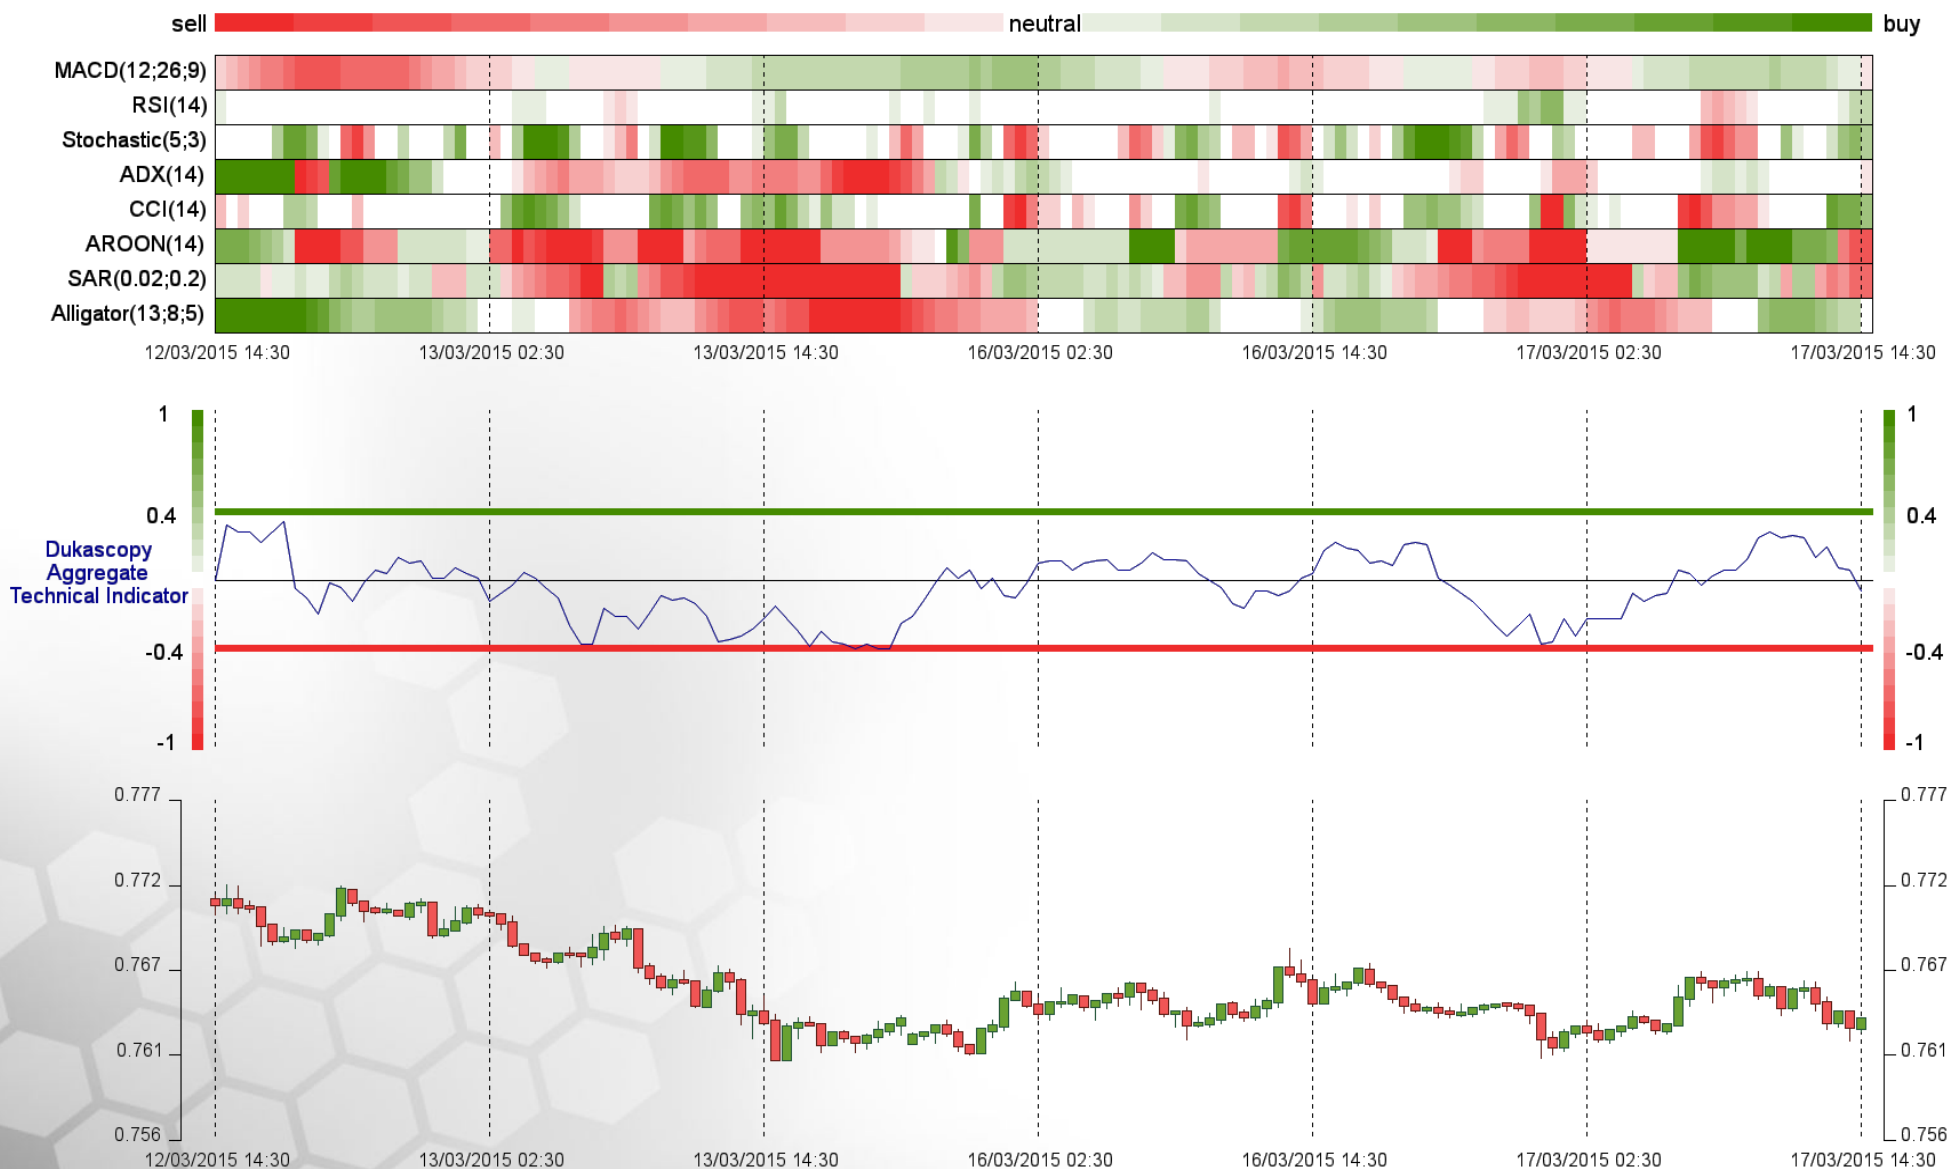 sell neutral buy
MACD(12;26;9)
RSI(14)
Stochastic(5;3)
ADX(14)
CCI(14)
AROON(14)
SAR(0.02;0.2)
Alligator(13;8;5)
12/03/2015 14:30 13/03/2015 02:30 13/03/2015 14:30 16/03/2015 02:30 16/03/2015 14:30 17/03/2015 02:30 17/03/2015 14:30
1 1
0.4 0.4
Dukascopy
Aggregate
Technical Indicator
-0.4 -0.4
-1 -1
0.777 0.777
0.772 0.772
0.767 0.767
0.761 0.761
0.756 0.756
12/03/2015 14:30 13/03/2015 02:30 13/03/2015 14:30 16/03/2015 02:30 16/03/2015 14:30 17/03/2015 02:30 17/03/2015 14:30